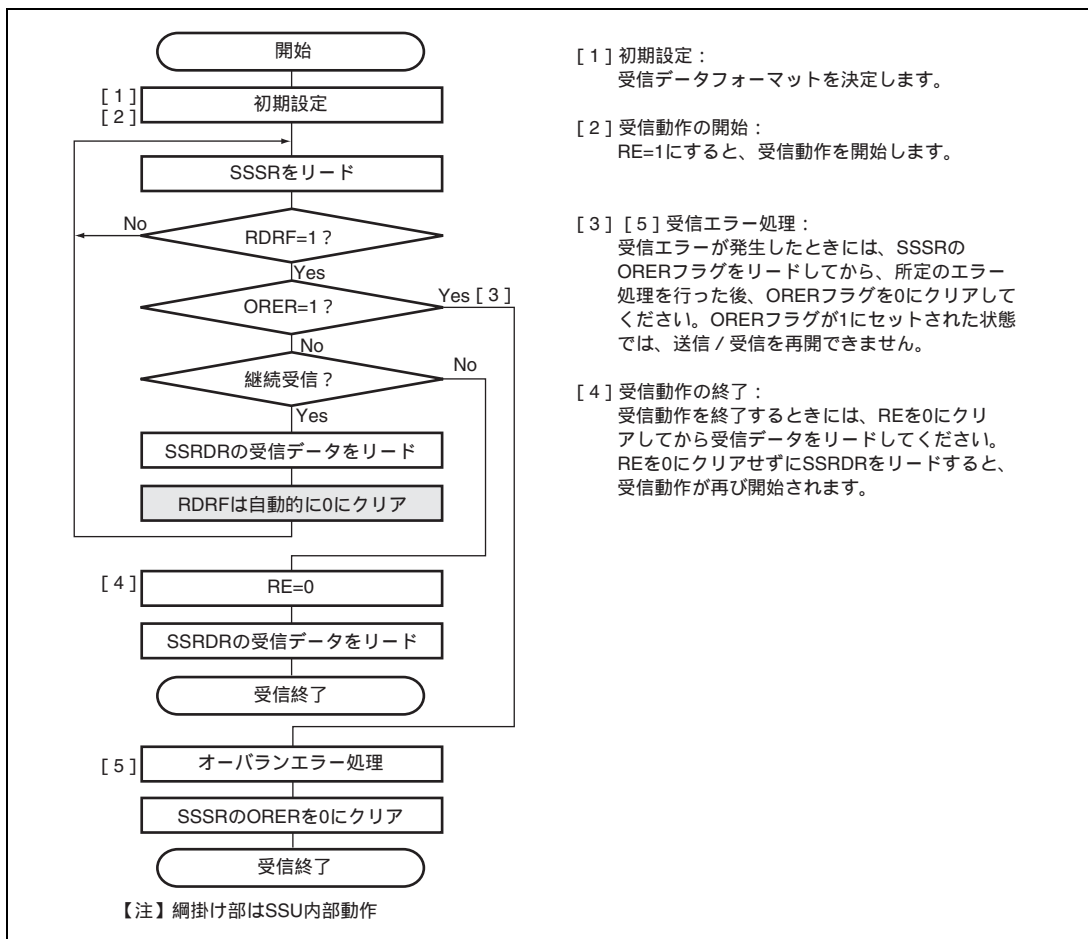 開始
[ 1 ]
[ 2 ]
初期設定
SSSRをリード
No
RDRF=1 ?
Yes
ORER=1 ?
Yes [ 3 ]
No
継続受信 ?
No
Yes
SSRDRの受信データをリード
RDRFは自動的に0にクリア
[ 4 ]
RE=0
SSRDRの受信データをリード
受信終了
[ 5 ]
オーバランエラー処理
SSSRのORERを0にクリア
受信終了
【注】綱掛け部はSSU内部動作
[ 1 ] 初期設定 :
受信データフォーマットを決定します。
[ 2 ] 受信動作の開始 :
RE=1にすると、受信動作を開始します。
[ 3 ] [ 5 ] 受信エラー処理 :
受信エラーが発生したときには、SSSRの
ORERフラグをリードしてから、所定のエラー
処理を行った後、ORERフラグを0にクリアして
ください。ORERフラグが1にセットされた状態
では、送信 / 受信を再開できません。
[ 4 ] 受信動作の終了 :
受信動作を終了するときには、REを0にクリ
アしてから受信データをリードしてください。
REを0にクリアせずにSSRDRをリードすると、
受信動作が再び開始されます。